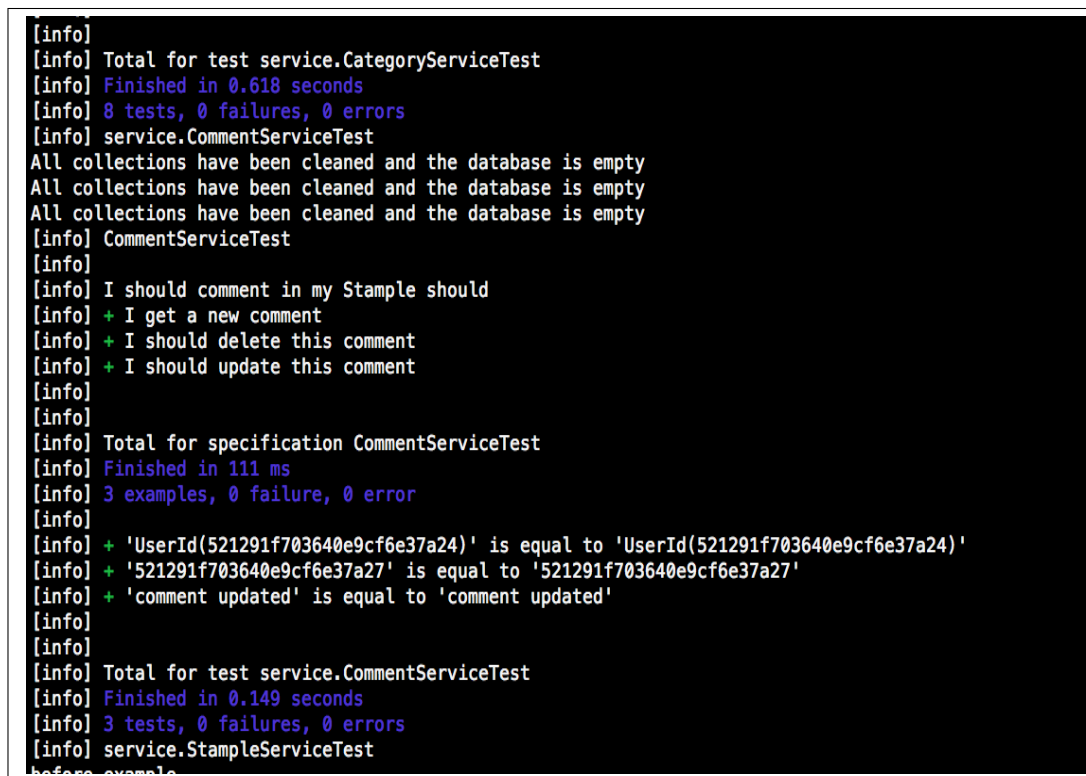 [info]
[info] Total for test service.CategoryServiceTest
[info] Finished in 0.618 seconds
[info] 8 tests, 0 failures, 0 errors
[info] service.CommentServiceTest
All collections have been cleaned and the database is empty
All collections have been cleaned and the database is empty
All collections have been cleaned and the database is empty
[info] CommentServiceTest
[info]
[info] I should comment in my Stample should
[info] + I get a new comment
[info] + I should delete this comment
[info] + I should update this comment
[info]
[info]
[info] Total for specification CommentServiceTest
[info] Finished in 111 ms
[info] 3 examples, 0 failure, 0 error
[info]
[info] + 'UserId(521291f703640e9cf6e37a24)' is equal to 'UserId(521291f703640e9cf6e37a24)'
[info] + '521291f703640e9cf6e37a27' is equal to '521291f703640e9cf6e37a27'
[info] + 'comment updated' is equal to 'comment updated'
[info]
[info]
[info] Total for test service.CommentServiceTest
[info] Finished in 0.149 seconds
[info] 3 tests, 0 failures, 0 errors
[info] service.StampleServiceTest
before example